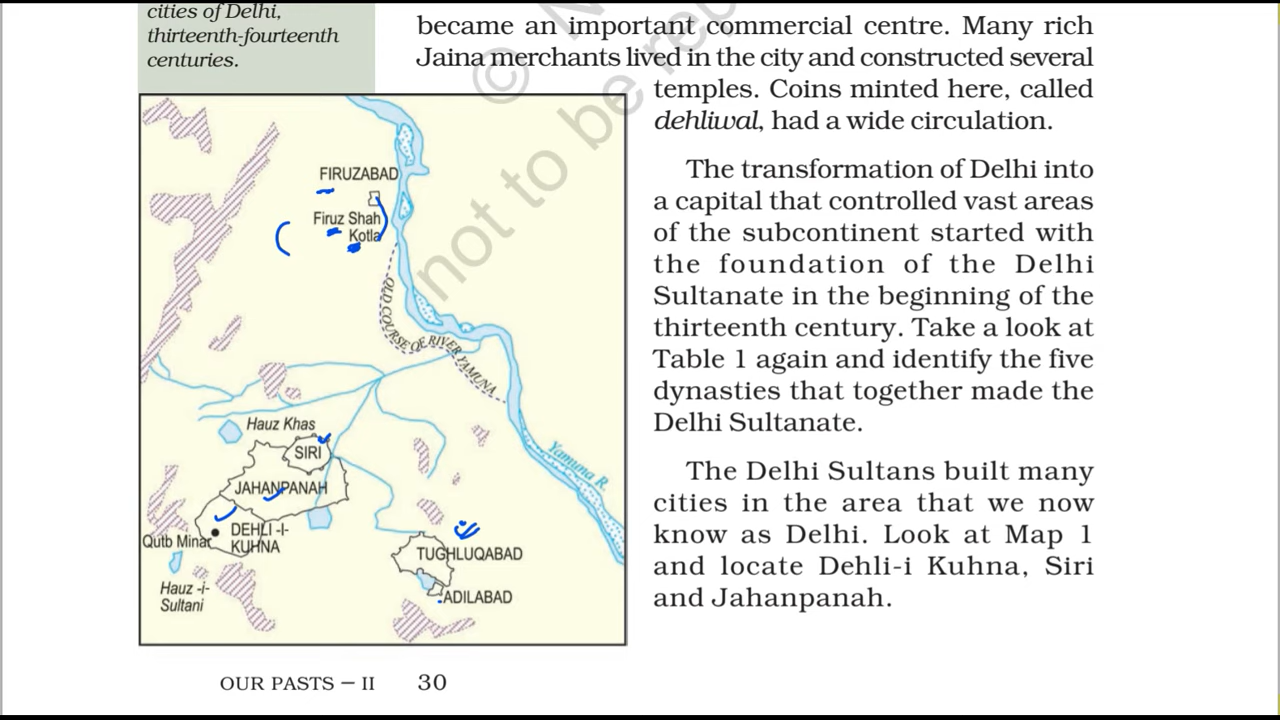 cities of Delhi,
thirteenth-fourteenth
centuries.
became an important commercial centre. Many rich
Jaina merchants lived in the city and constructed several
temples. Coins minted here, called
dehliwal, had a wide circulation.
The transformation of Delhi into
a capital that controlled vast areas
of the subcontinent started with
the foundation of the Delhi
Sultanate in the beginning of the
thirteenth century. Take a look at
Table 1 again and identify the five
dynasties that together made the
Delhi Sultanate.
The Delhi Sultans built many
cities in the area that we now
know as Delhi. Look at Map 1
and locate Dehli-i Kuhna, Siri
and Jahanpanah.
FIRUZABAD
Firuz Shah
Kotla
OLD COURSE OF RIVER YAMUNA
Yamuna R.
Hauz Khas
SIRI
JAHANPANAH
DEHLI -I-
KUHNA
Qutb Minar
Hauz -i-
Sultani
TUGHLUQABAD
ADILABAD
© N
not to be re
OUR PASTS – II 30